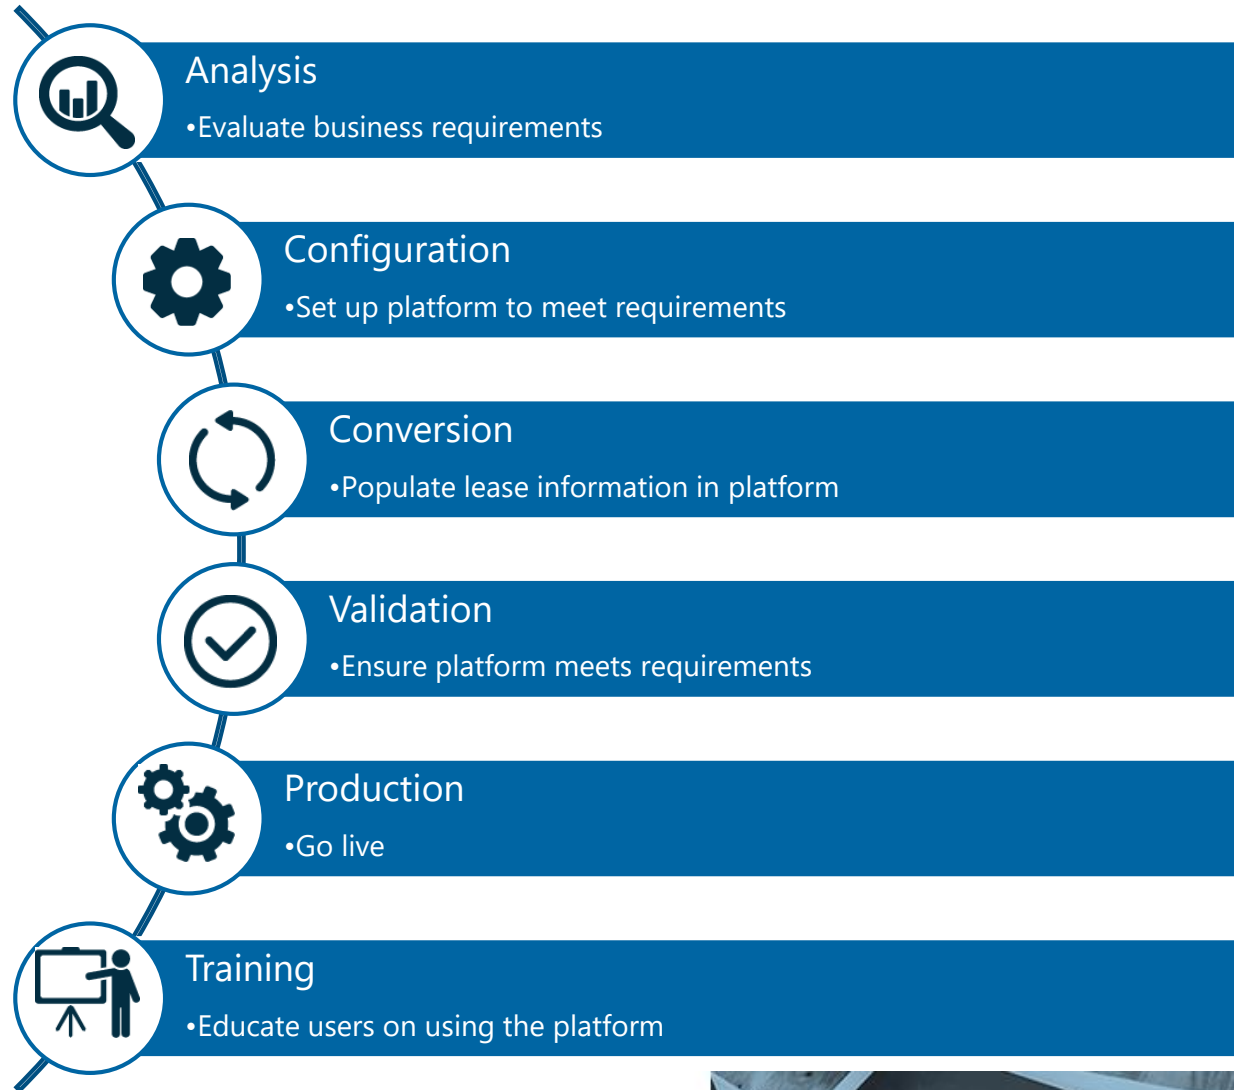 Analysis
•Evaluate business requirements
Configuration
•Set up platform to meet requirements
Conversion
•Populate lease information in platform
Validation
•Ensure platform meets requirements
Production
•Go live
Training
•Educate users on using the platform